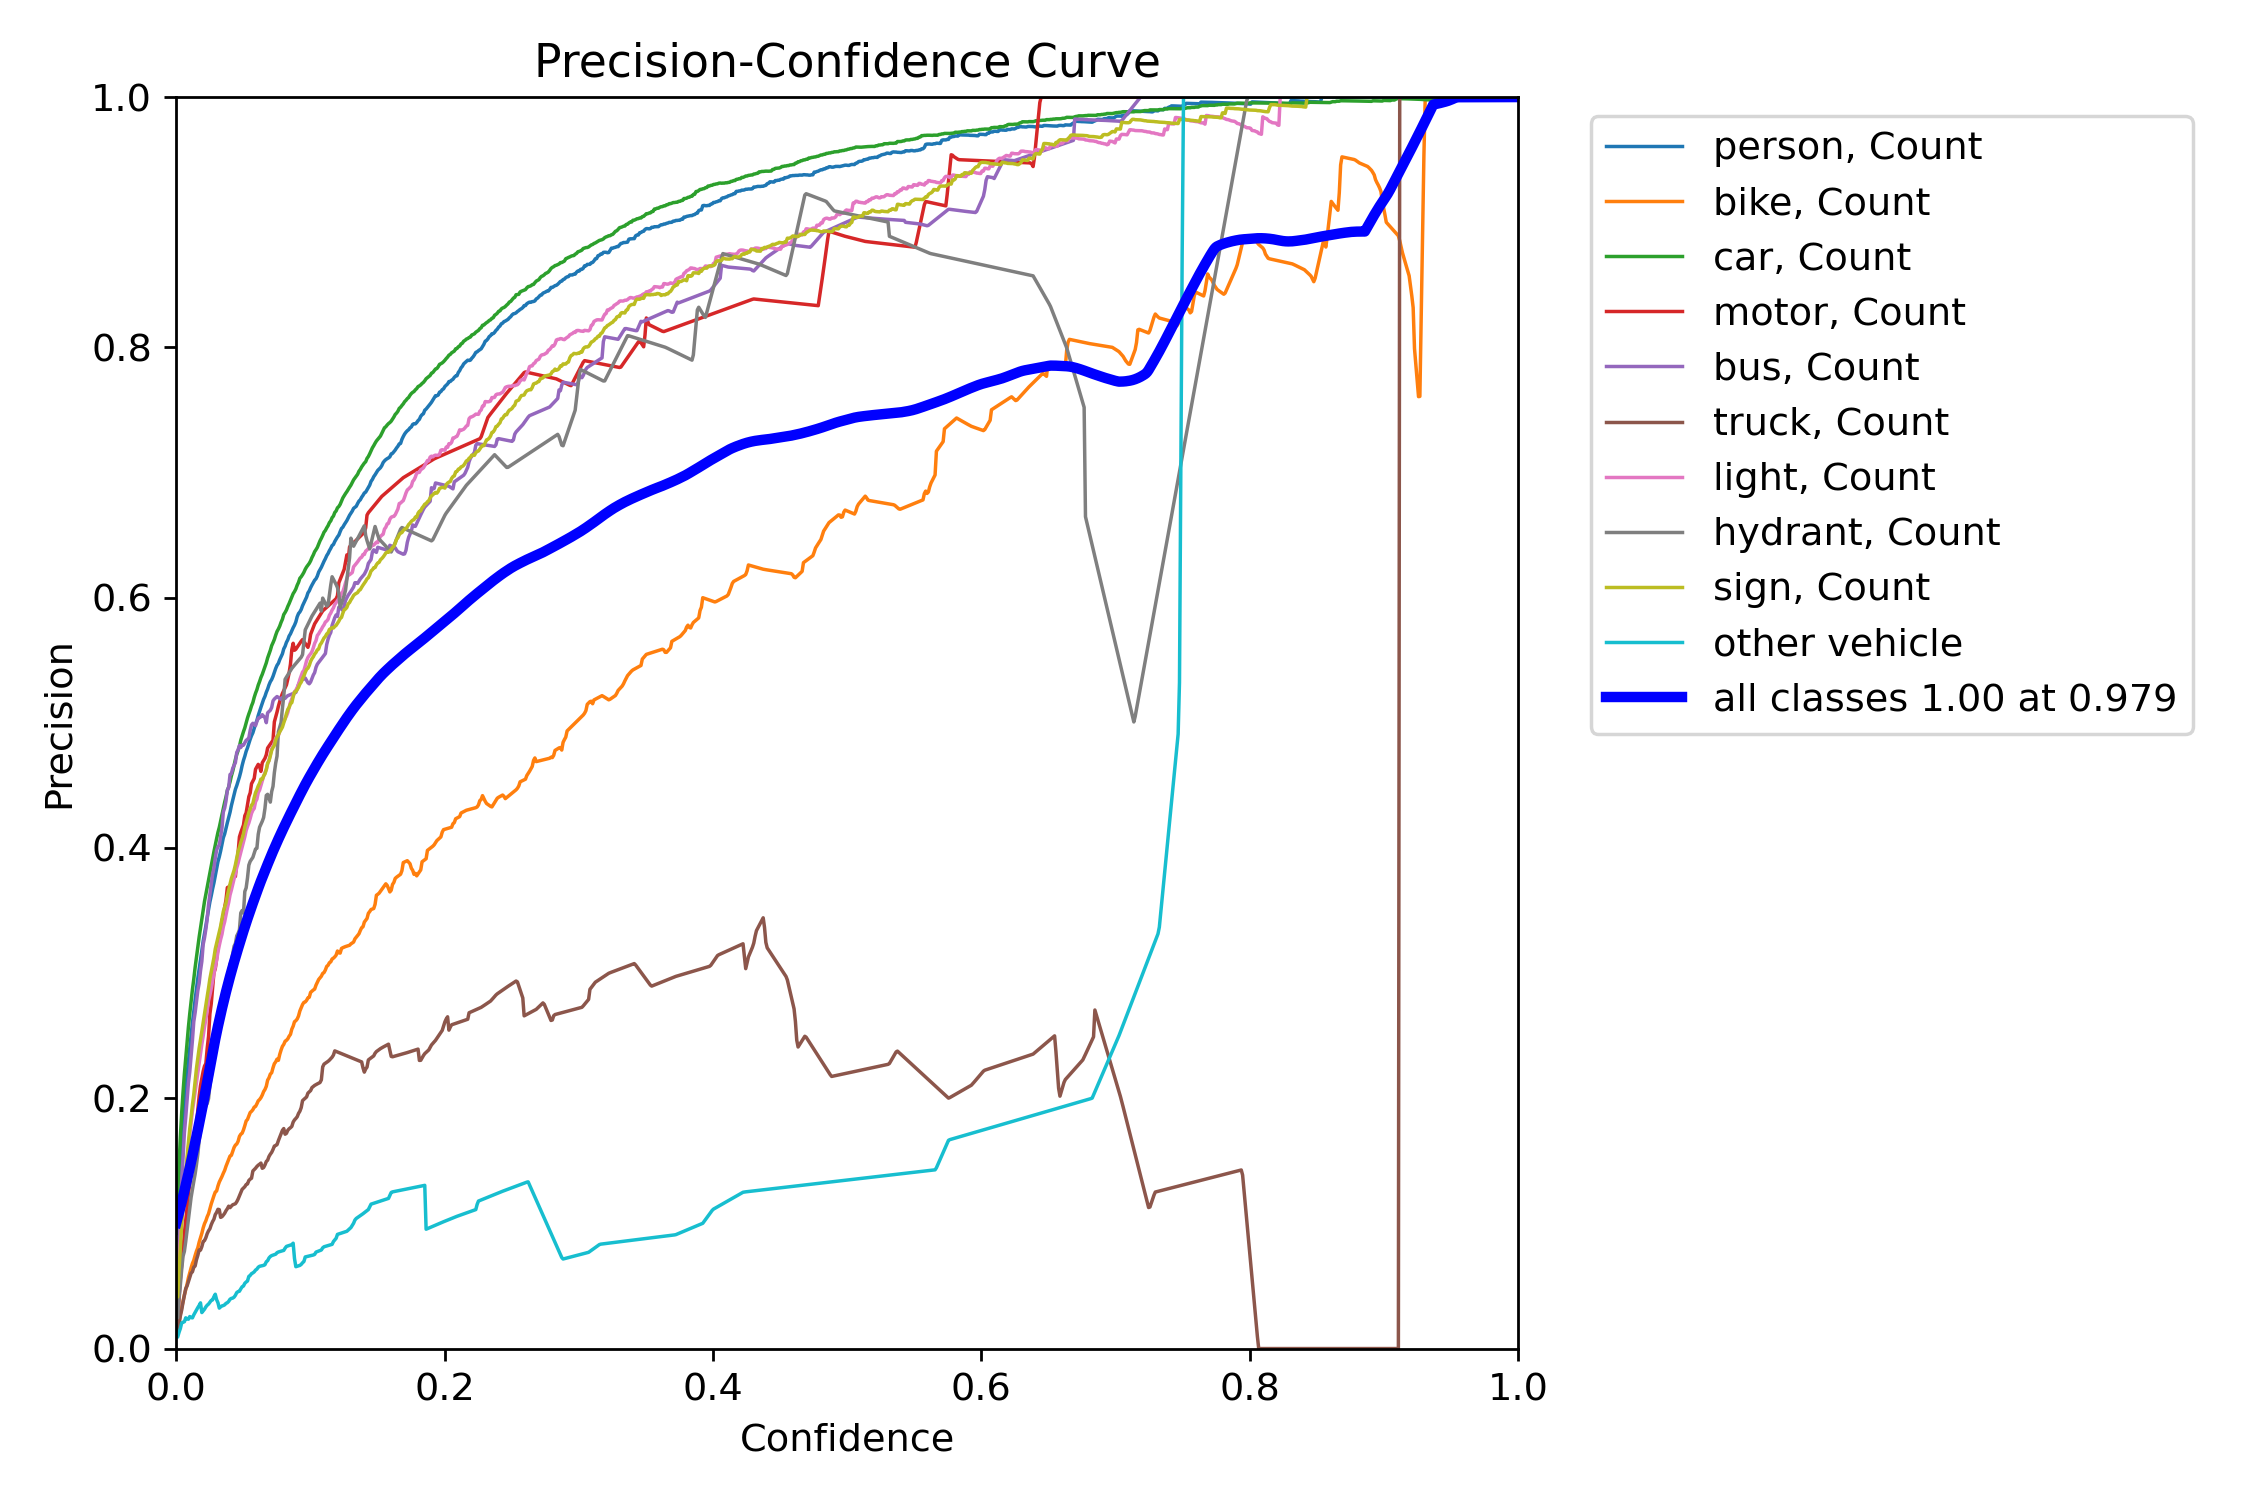 Precision-Confidence Curve
1.0
0.8
0.6
0.4
0.2
0.0
Precision
0.0 0.2 0.4 0.6 0.8 1.0
Confidence
person, Count
bike, Count
car, Count
motor, Count
bus, Count
truck, Count
light, Count
hydrant, Count
sign, Count
other vehicle
all classes 1.00 at 0.979